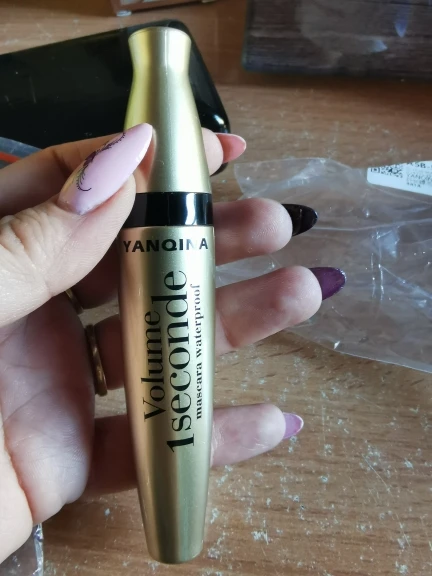 YANQINA
Volume
1seconde
mascara waterproof